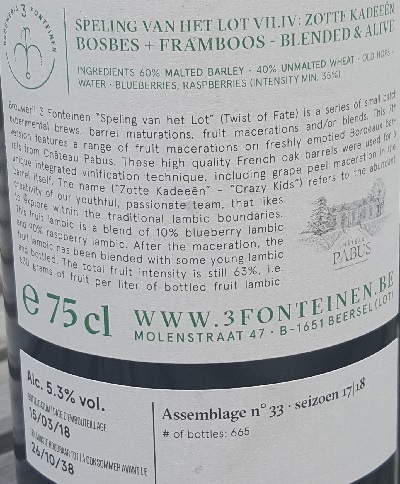 BROUWERIJ 3 FONTEINEN
SPELING VAN HET LOT VII.IV: ZOTTE KADEEËN
BOSBES + FRAMBOOS - BLENDED & ALIVE
INGREDIENTS 60% MALTED BARLEY · 40% UNMALTED WHEAT · OLD HOPS ·
WATER · BLUEBERRIES, RASPBERRIES (INTENSITY MIN. 35%)
Brouwerij 3 Fonteinen "Speling van het Lot" (Twist of Fate) is a series of small and
experimental brews, barrel maturations, fruit macerations and/or blends. This
version features a range of fruit macerations on freshly emptied Bordeaux
from Château Pabus. These high quality French oak barrels were used for a
unique integrated vinification technique, including grape peel maceration in the
barrel itself. The name ("Zotte Kadeeën" - "Crazy Kids") refers to the abundant
creativity of our youthful, passionate team, that likes
to explore within the traditional lambic boundaries.
This fruit lambic is a blend of 10% blueberry lambic
and 90% raspberry lambic. After the maceration, the
fruit lambic has been blended with some young lambic
and bottled. The total fruit intensity is still 63%, i.e.
630 grams of fruit per liter of bottled fruit lambic
PABUS
e 75 cl
WWW.3FONTEINEN.BE
MOLENSTRAAT 47 · B-1651 BEERSEL (LOT)
Alc. 5.3% vol.
15/03/18
26/10/38
Assemblage n° 33 · seizoen 17|18
# of bottles: 665